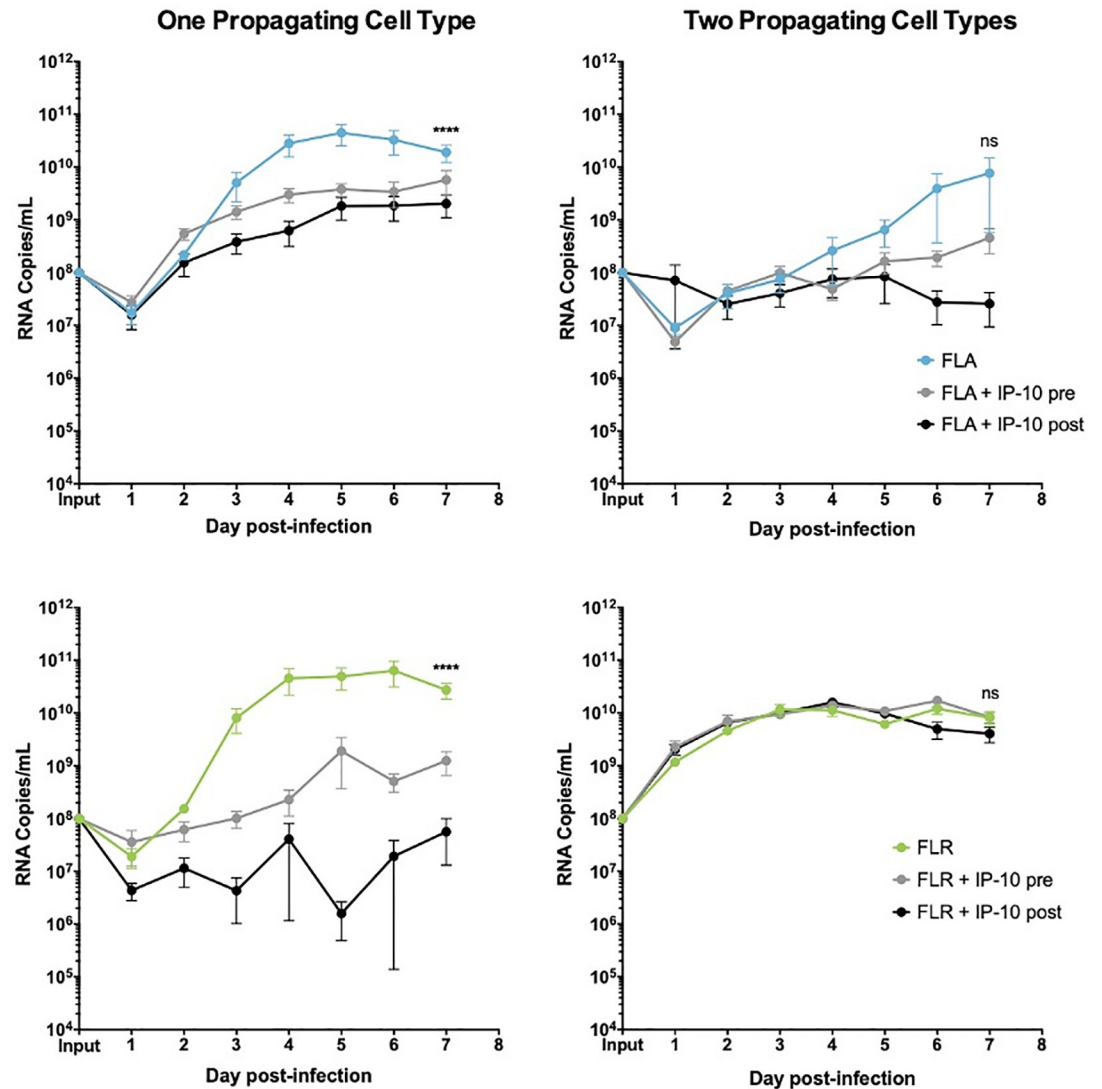 One Propagating Cell Type
Two Propagating Cell Types
RNA Copies/mL
10¹²
10¹¹
10¹⁰
10⁹
10⁸
10⁷
10⁶
10⁵
10⁴
****
Input 1 2 3 4 5 6 7 8
Day post-infection
RNA Copies/mL
10¹²
10¹¹
10¹⁰
10⁹
10⁸
10⁷
10⁶
10⁵
10⁴
ns
FLA
FLA + IP-10 pre
FLA + IP-10 post
Input 1 2 3 4 5 6 7 8
Day post-infection
RNA Copies/mL
10¹²
10¹¹
10¹⁰
10⁹
10⁸
10⁷
10⁶
10⁵
10⁴
****
Input 1 2 3 4 5 6 7 8
Day post-infection
RNA Copies/mL
10¹²
10¹¹
10¹⁰
10⁹
10⁸
10⁷
10⁶
10⁵
10⁴
ns
FLR
FLR + IP-10 pre
FLR + IP-10 post
Input 1 2 3 4 5 6 7 8
Day post-infection